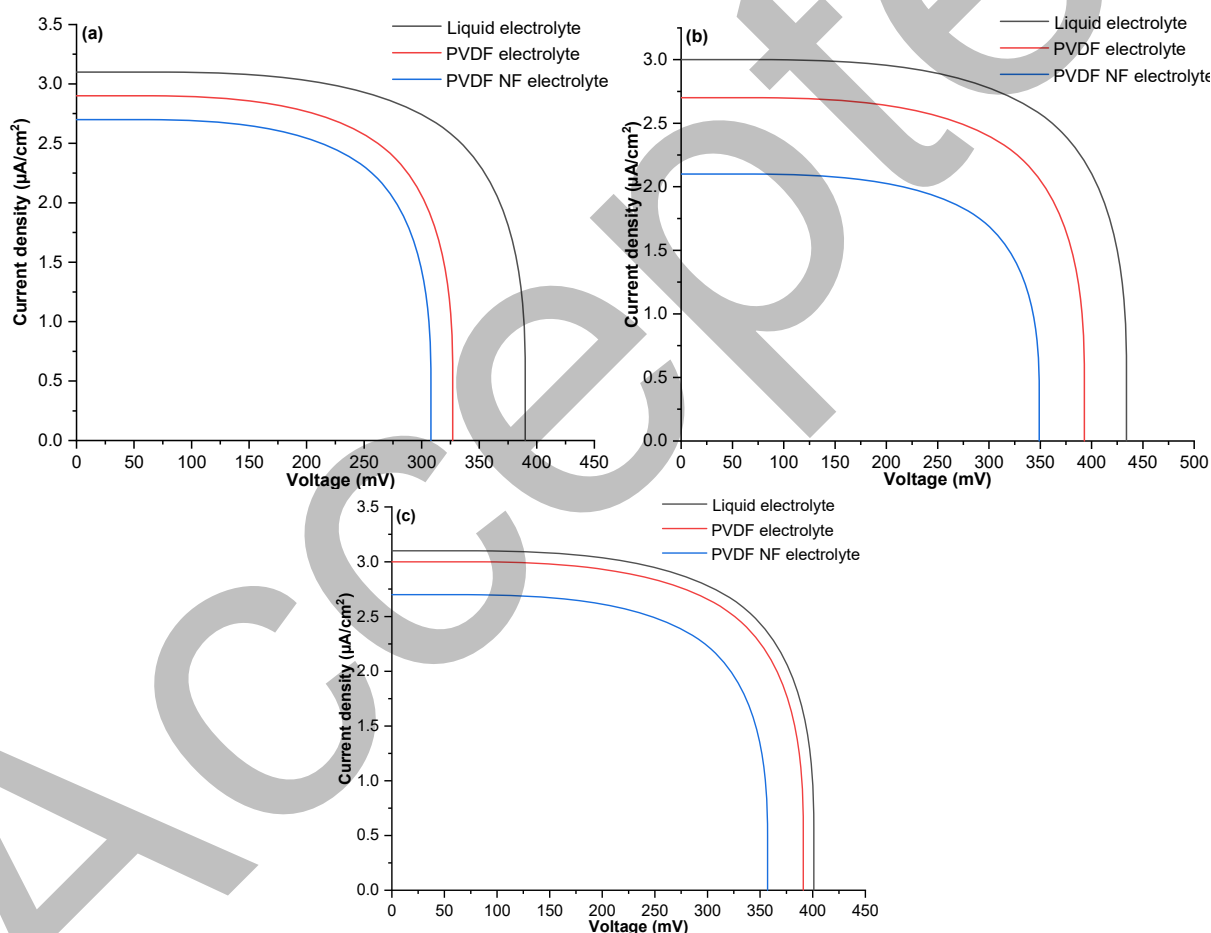 (a)
Liquid electrolyte
PVDF electrolyte
PVDF NF electrolyte
3.5
3.0
2.5
2.0
1.5
1.0
0.5
0.0
Current density (µA/cm²)
0 50 100 150 200 250 300 350 400 450
Voltage (mV)
(b)
Liquid electrolyte
PVDF electrolyte
PVDF NF electrolyte
3.0
2.5
2.0
1.5
1.0
0.5
0.0
Current density (µA/cm²)
0 50 100 150 200 250 300 350 400 450 500
Voltage (mV)
(c)
Liquid electrolyte
PVDF electrolyte
PVDF NF electrolyte
3.5
3.0
2.5
2.0
1.5
1.0
0.5
0.0
Current density (µA/cm²)
0 50 100 150 200 250 300 350 400 450
Voltage (mV)
Accepte